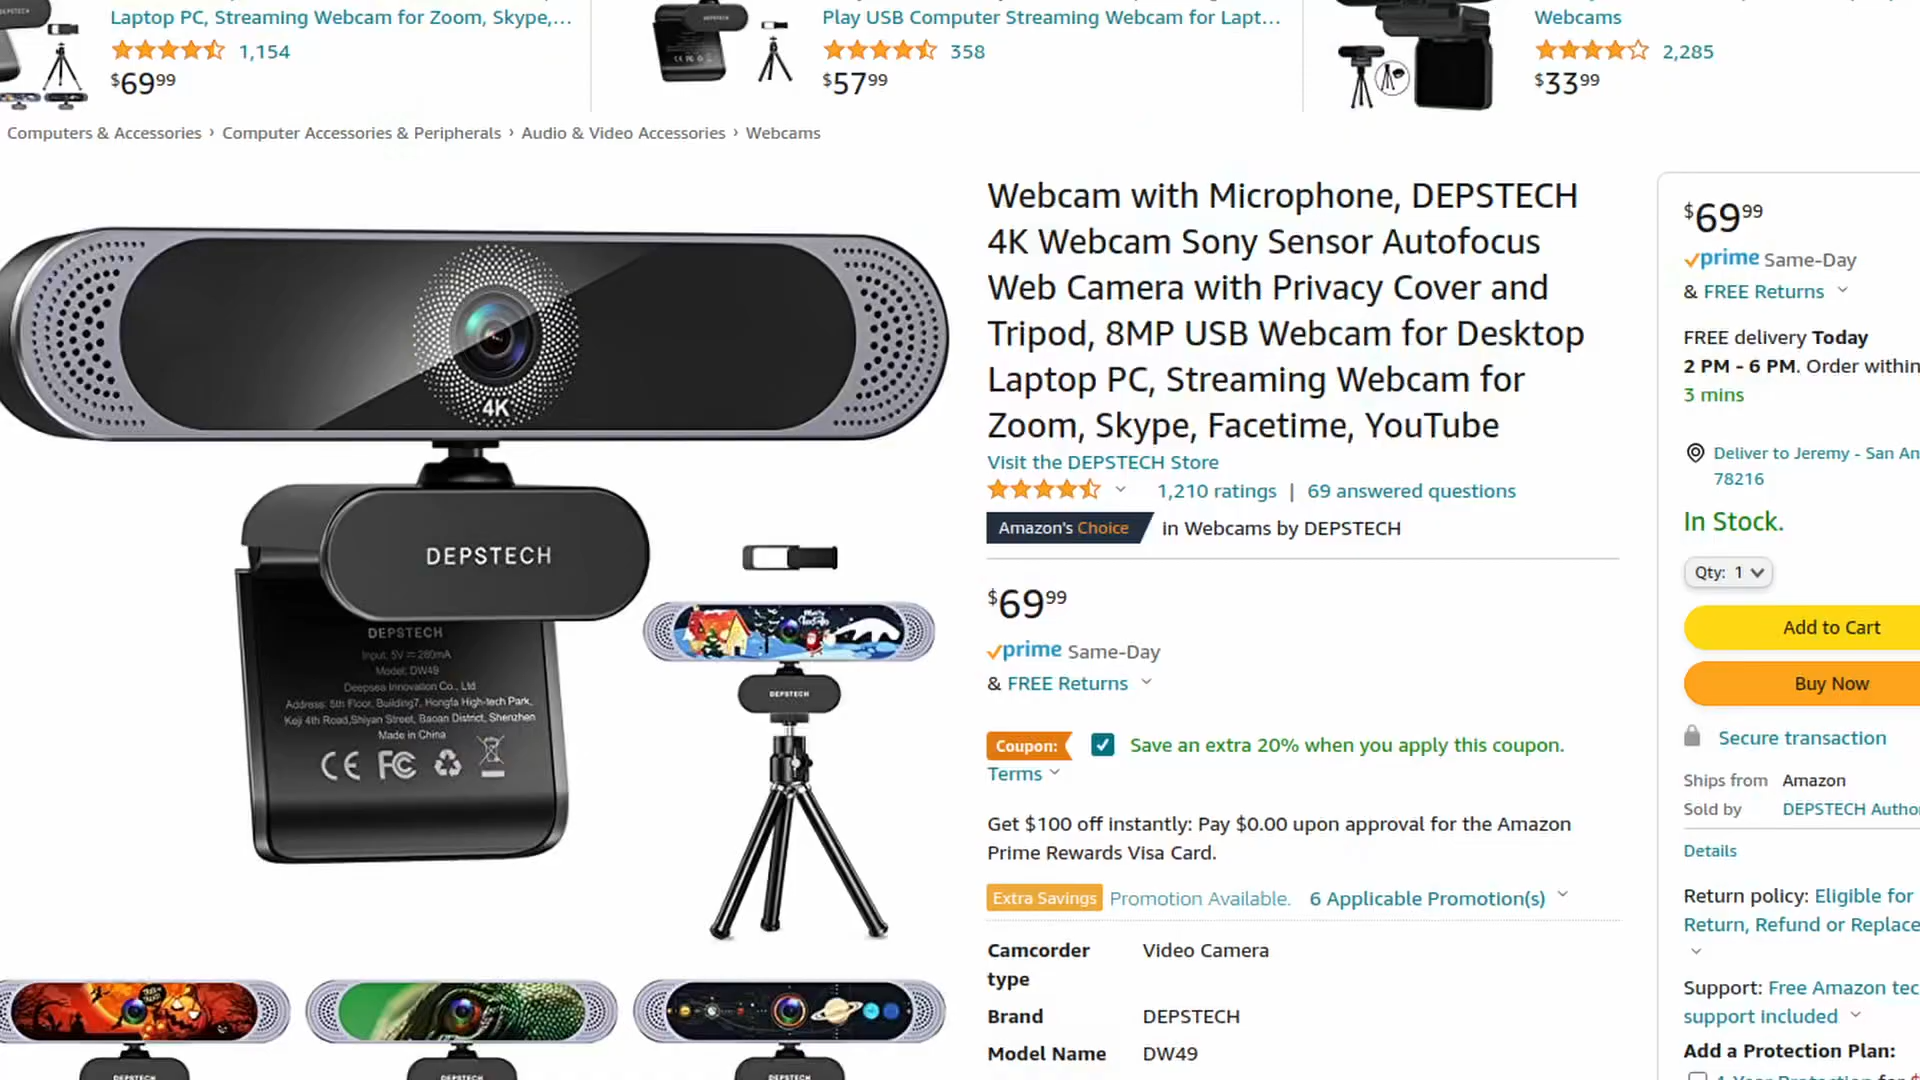 Laptop PC, Streaming Webcam for Zoom, Skype,...
1,154
$69.99
Play USB Computer Streaming Webcam for Lapt...
358
$57.99
Webcams
2,285
$33.99
Computers & Accessories › Computer Accessories & Peripherals › Audio & Video Accessories › Webcams
4K
DEPSTECH
DEPSTECH
Input: 5V ⎓ 280mA
Model: DW49
Deepsea Innovation Co., Ltd
Address: 5th Floor, Building7, Hongfa High-tech Park,
Keji 4th Road,Shiyan Street, Baoan District, Shenzhen
Made in China
CE FC
DEPSTECH
DEPSTECH
DEPSTECH
DEPSTECH
Webcam with Microphone, DEPSTECH
4K Webcam Sony Sensor Autofocus
Web Camera with Privacy Cover and
Tripod, 8MP USB Webcam for Desktop
Laptop PC, Streaming Webcam for
Zoom, Skype, Facetime, YouTube
Visit the DEPSTECH Store
1,210 ratings | 69 answered questions
Amazon's Choice in Webcams by DEPSTECH
$69.99
prime Same-Day
& FREE Returns
Coupon: Save an extra 20% when you apply this coupon.
Terms
Get $100 off instantly: Pay $0.00 upon approval for the Amazon
Prime Rewards Visa Card.
Extra Savings Promotion Available. 6 Applicable Promotion(s)
Camcorder type Video Camera
Brand DEPSTECH
Model Name DW49
$69.99
prime Same-Day
& FREE Returns
FREE delivery Today
2 PM - 6 PM. Order within
3 mins
Deliver to Jeremy - San An
78216
In Stock.
Qty: 1
Add to Cart
Buy Now
Secure transaction
Ships from Amazon
Sold by DEPSTECH Autho
Details
Return policy: Eligible for
Return, Refund or Replace
Support: Free Amazon tec
support included
Add a Protection Plan: